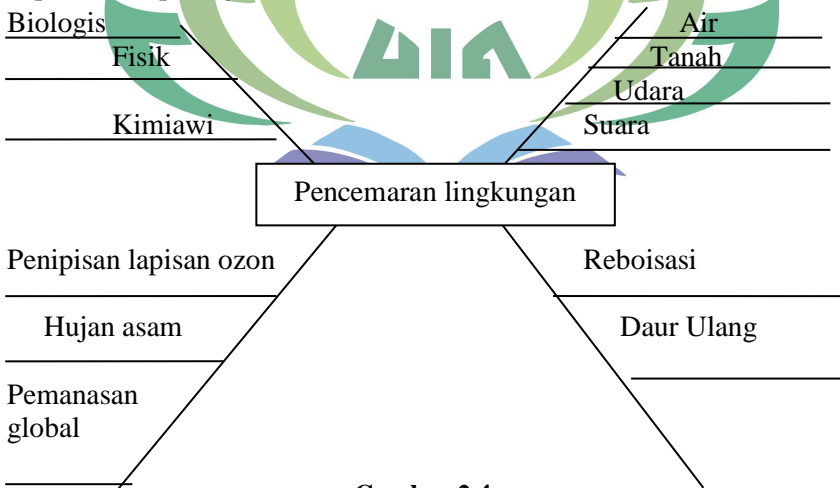 Biologis
Fisik
Kimiawi
Air
Tanah
Udara
Suara
Pencemaran lingkungan
Penipisan lapisan ozon
Hujan asam
Pemanasan
global
Reboisasi
Daur Ulang